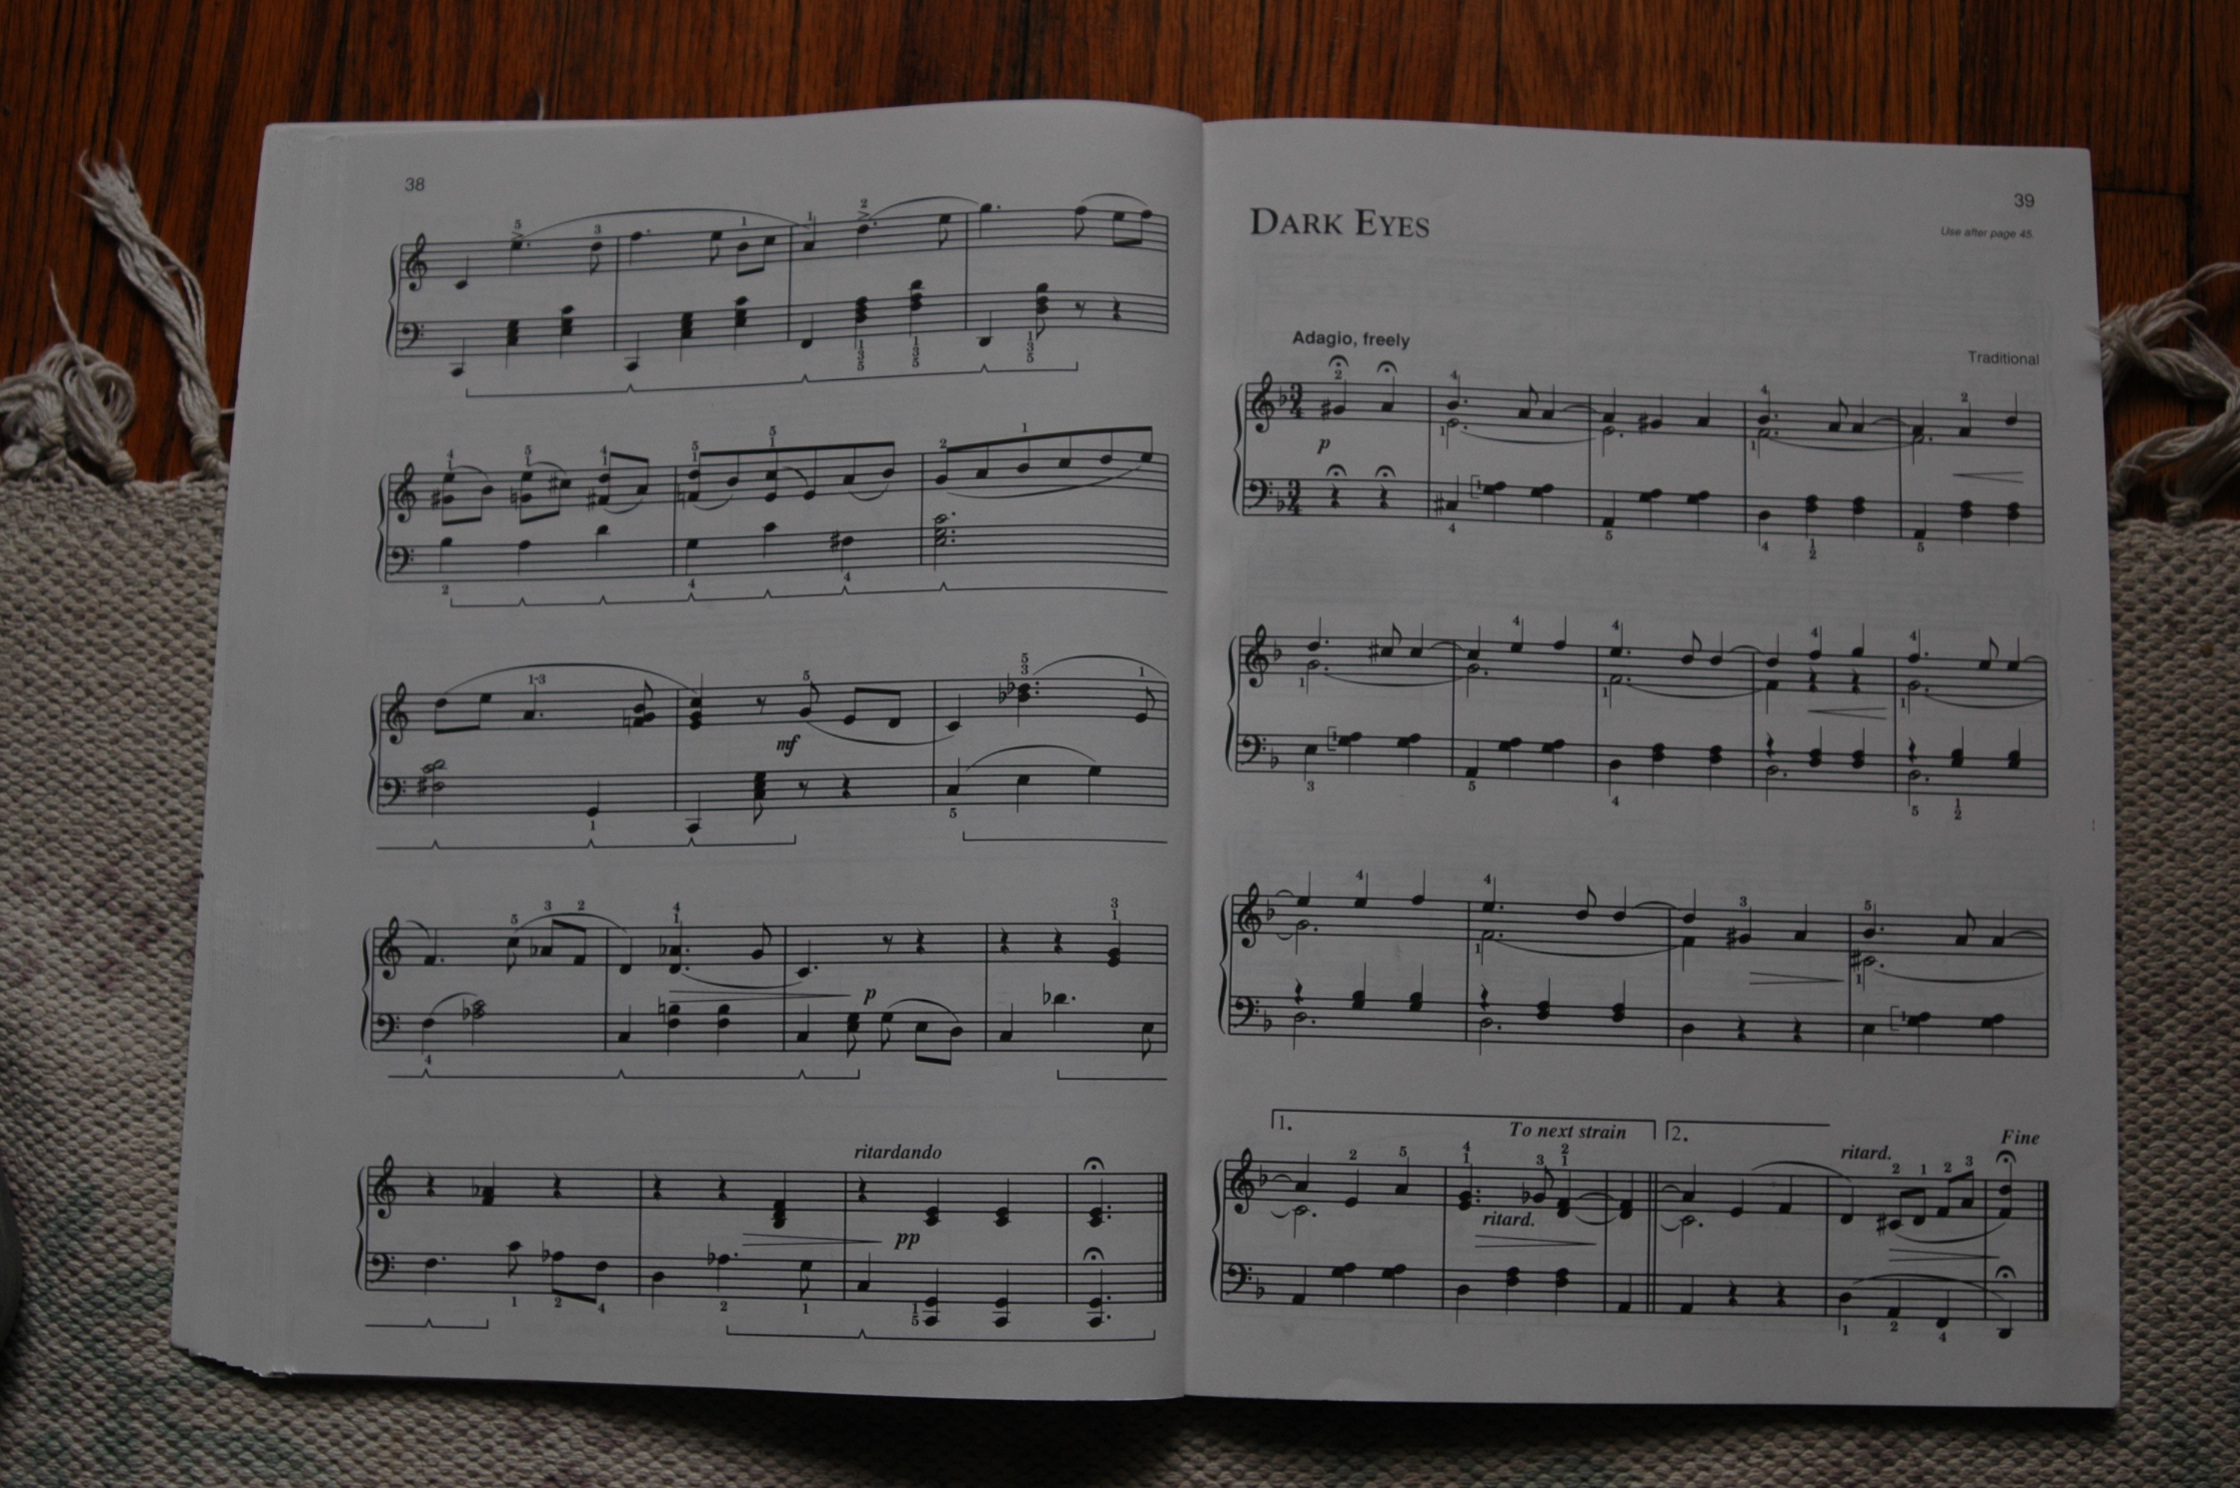 38
mf
p
ritardando
pp
39
DARK EYES
Use after page 45.
Adagio, freely
Traditional
p
1.
To next strain
2.
ritard.
Fine
ritard.